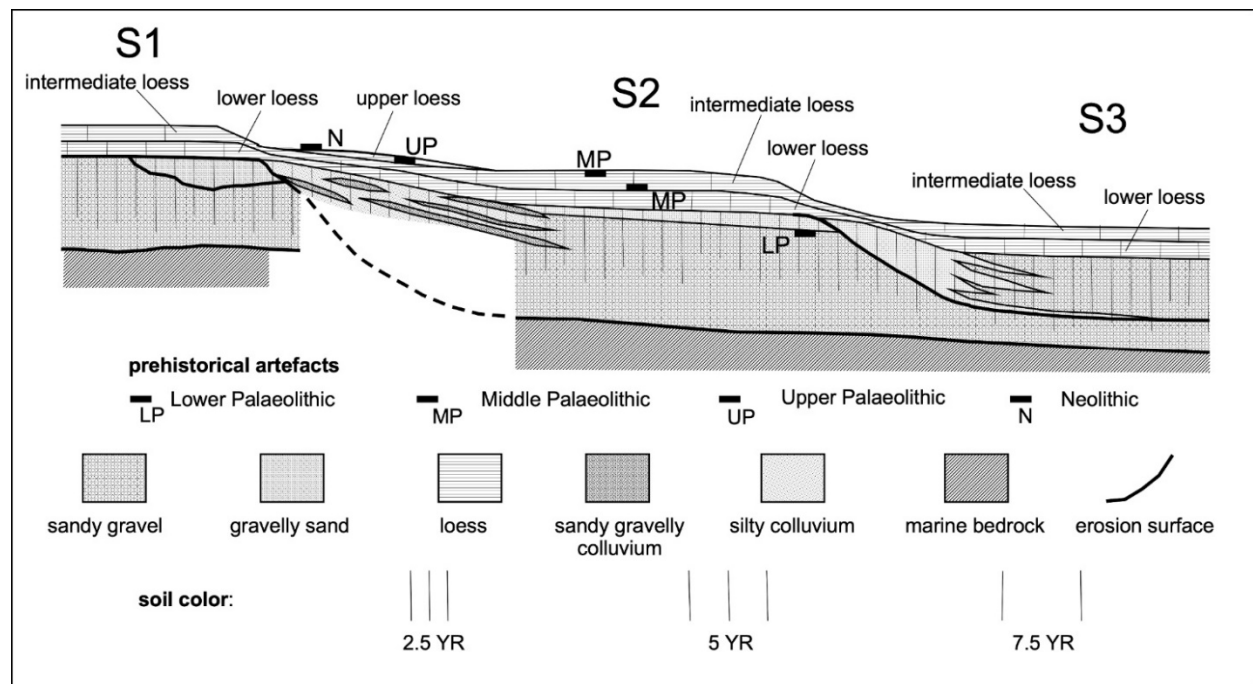 S1
intermediate loess
lower loess
upper loess
S2
intermediate loess
S3
N
UP
MP
lower loess
intermediate loess
MP
lower loess
LP
prehistorical artefacts
LP Lower Palaeolithic
MP Middle Palaeolithic
UP Upper Palaeolithic
N Neolithic
sandy gravel
gravelly sand
loess
sandy gravelly
colluvium
silty colluvium
marine bedrock
erosion surface
soil color:
2.5 YR
5 YR
7.5 YR